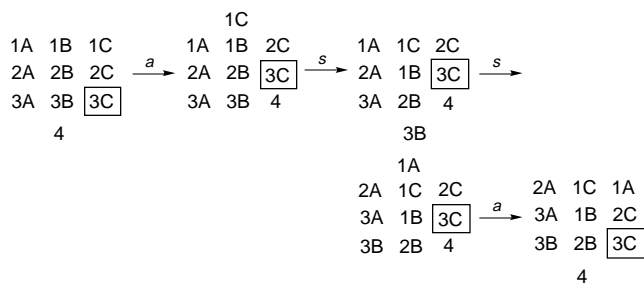 1C
1A 1B 1C a 1A 1B 2C s 1A 1C 2C s
2A 2B 2C 2A 2B 3C 2A 1B 3C
3A 3B 3C 3A 3B 4 3A 2B 4
4 3B
1A
2A 1C 2C a 2A 1C 1A
3A 1B 3C 3A 1B 2C
3B 2B 4 3B 2B 3C
4